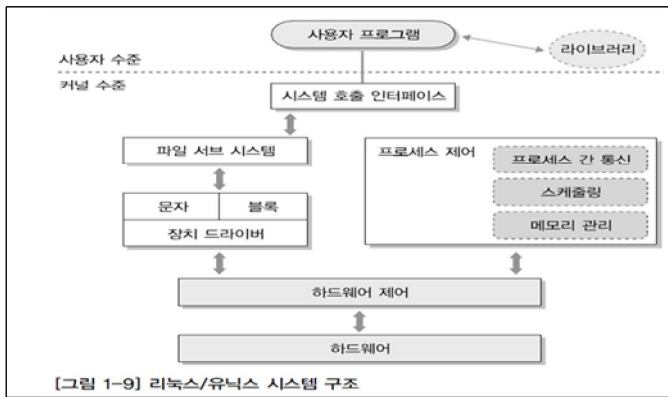 사용자 프로그램
라이브러리
사용자 수준
커널 수준
시스템 호출 인터페이스
파일 서브 시스템
프로세스 제어
프로세스 간 통신
스케줄링
메모리 관리
문자
블록
장치 드라이버
하드웨어 제어
하드웨어
[그림 1-9] 리눅스/유닉스 시스템 구조